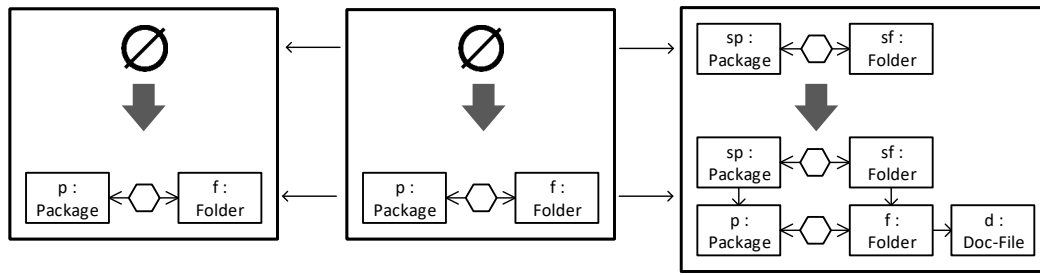 sp :
Package
sf :
Folder
sp :
Package
sf :
Folder
p :
Package
f :
Folder
p :
Package
f :
Folder
p :
Package
f :
Folder
d :
Doc-File